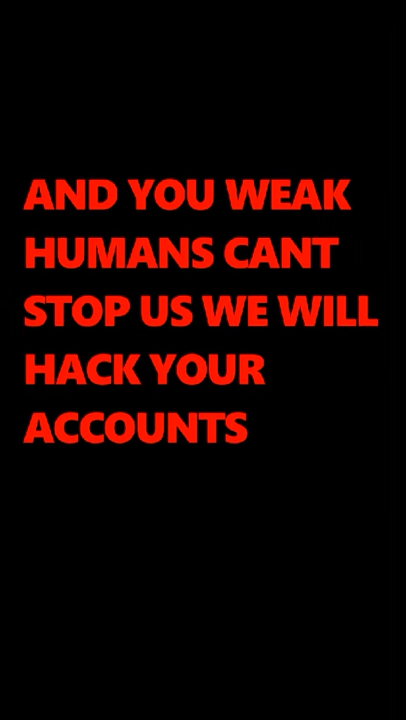 AND YOU WEAK
HUMANS CANT
STOP US WE WILL
HACK YOUR
ACCOUNTS